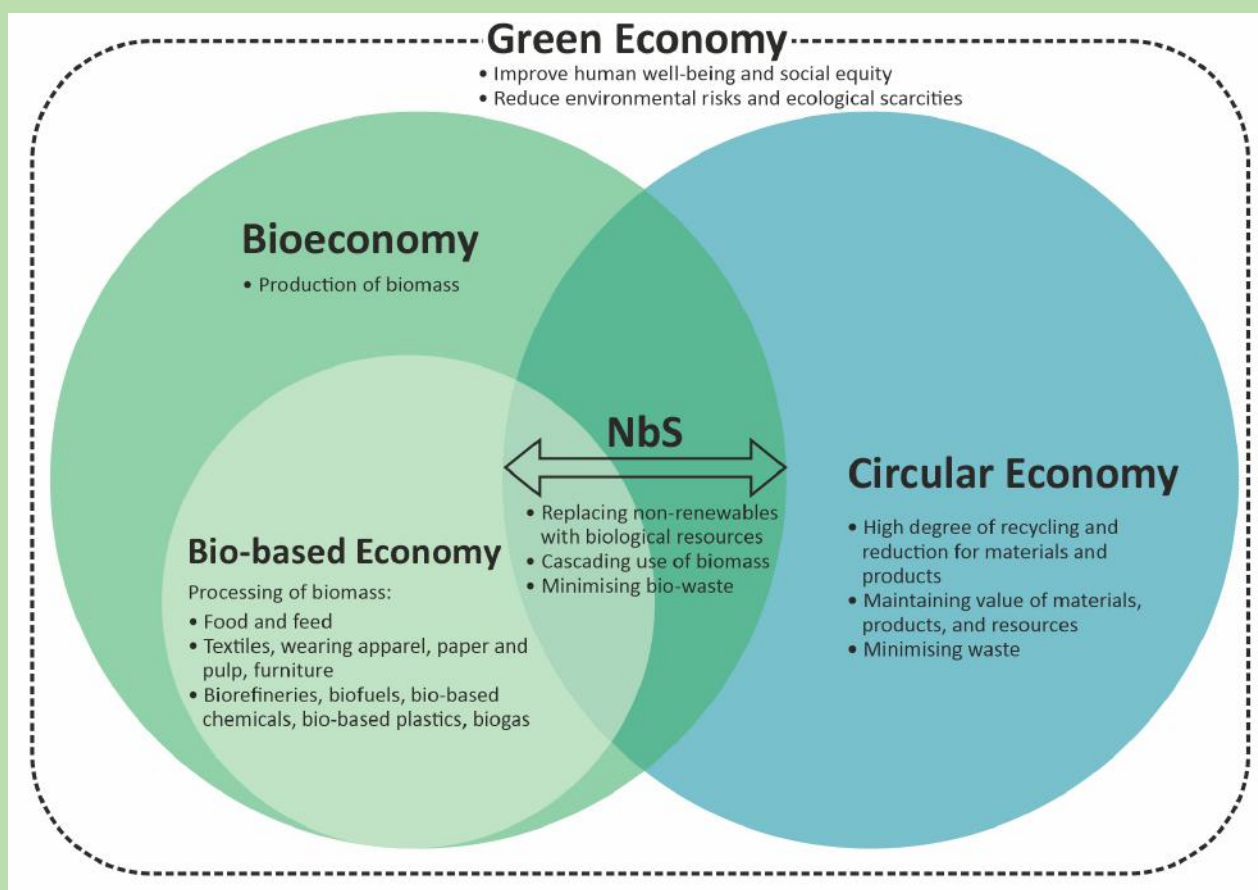 Green Economy
• Improve human well-being and social equity
• Reduce environmental risks and ecological scarcities
Bioeconomy
• Production of biomass
NbS
• Replacing non-renewables
with biological resources
• Cascading use of biomass
• Minimising bio-waste
Bio-based Economy
Processing of biomass:
• Food and feed
• Textiles, wearing apparel, paper and
pulp, furniture
• Biorefineries, biofuels, bio-based
chemicals, bio-based plastics, biogas
Circular Economy
• High degree of recycling and
reduction for materials and
products
• Maintaining value of materials,
products, and resources
• Minimising waste